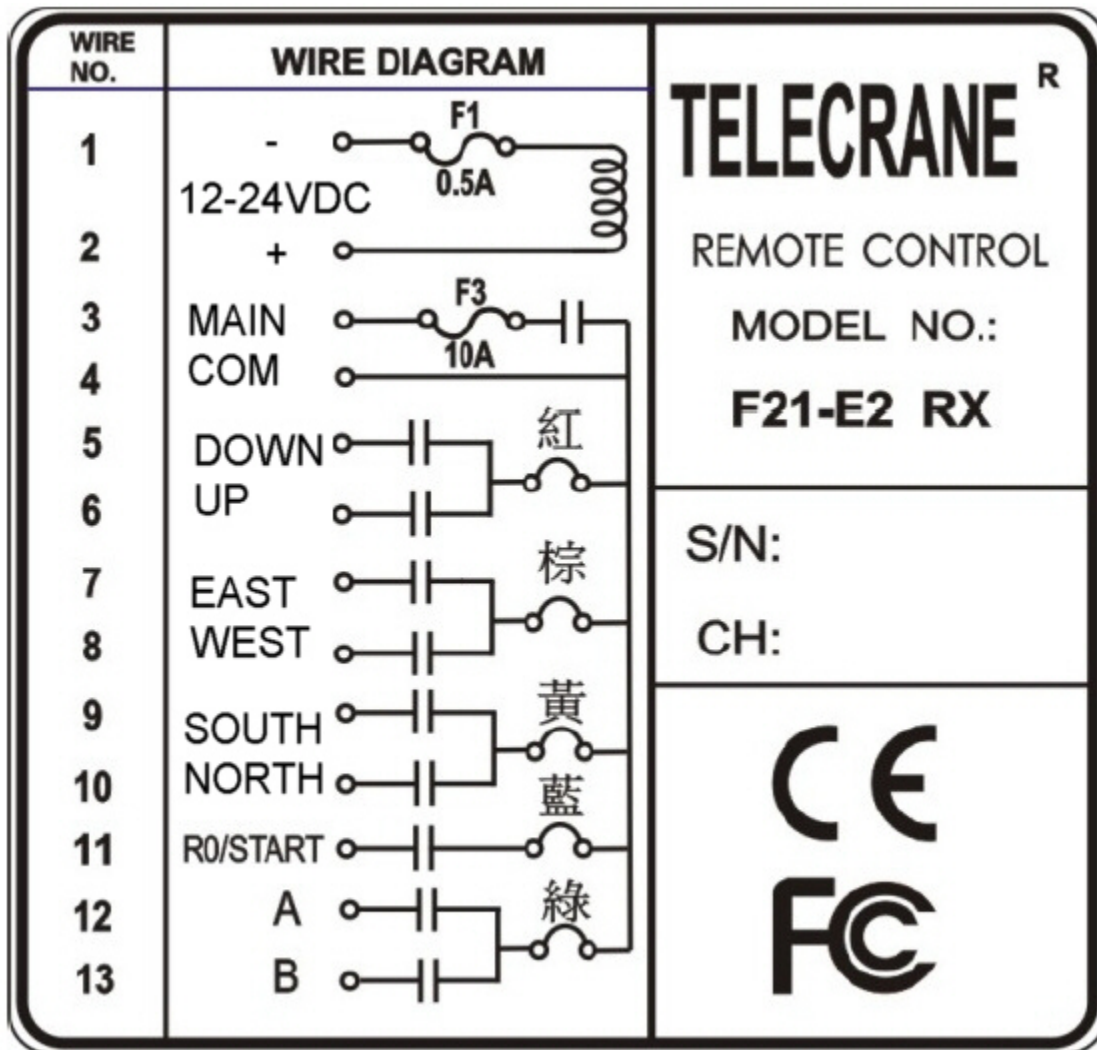 WIRE NO.
WIRE DIAGRAM
1
-
F1
0.5A
12-24VDC
2
+
3
MAIN
F3
10A
4
COM
5
DOWN
紅
6
UP
7
EAST
棕
8
WEST
9
SOUTH
黃
10
NORTH
藍
11
R0/START
12
A
綠
13
B
TELECRANE R
REMOTE CONTROL
MODEL NO.:
F21-E2 RX
S/N:
CH:
CE
FCC